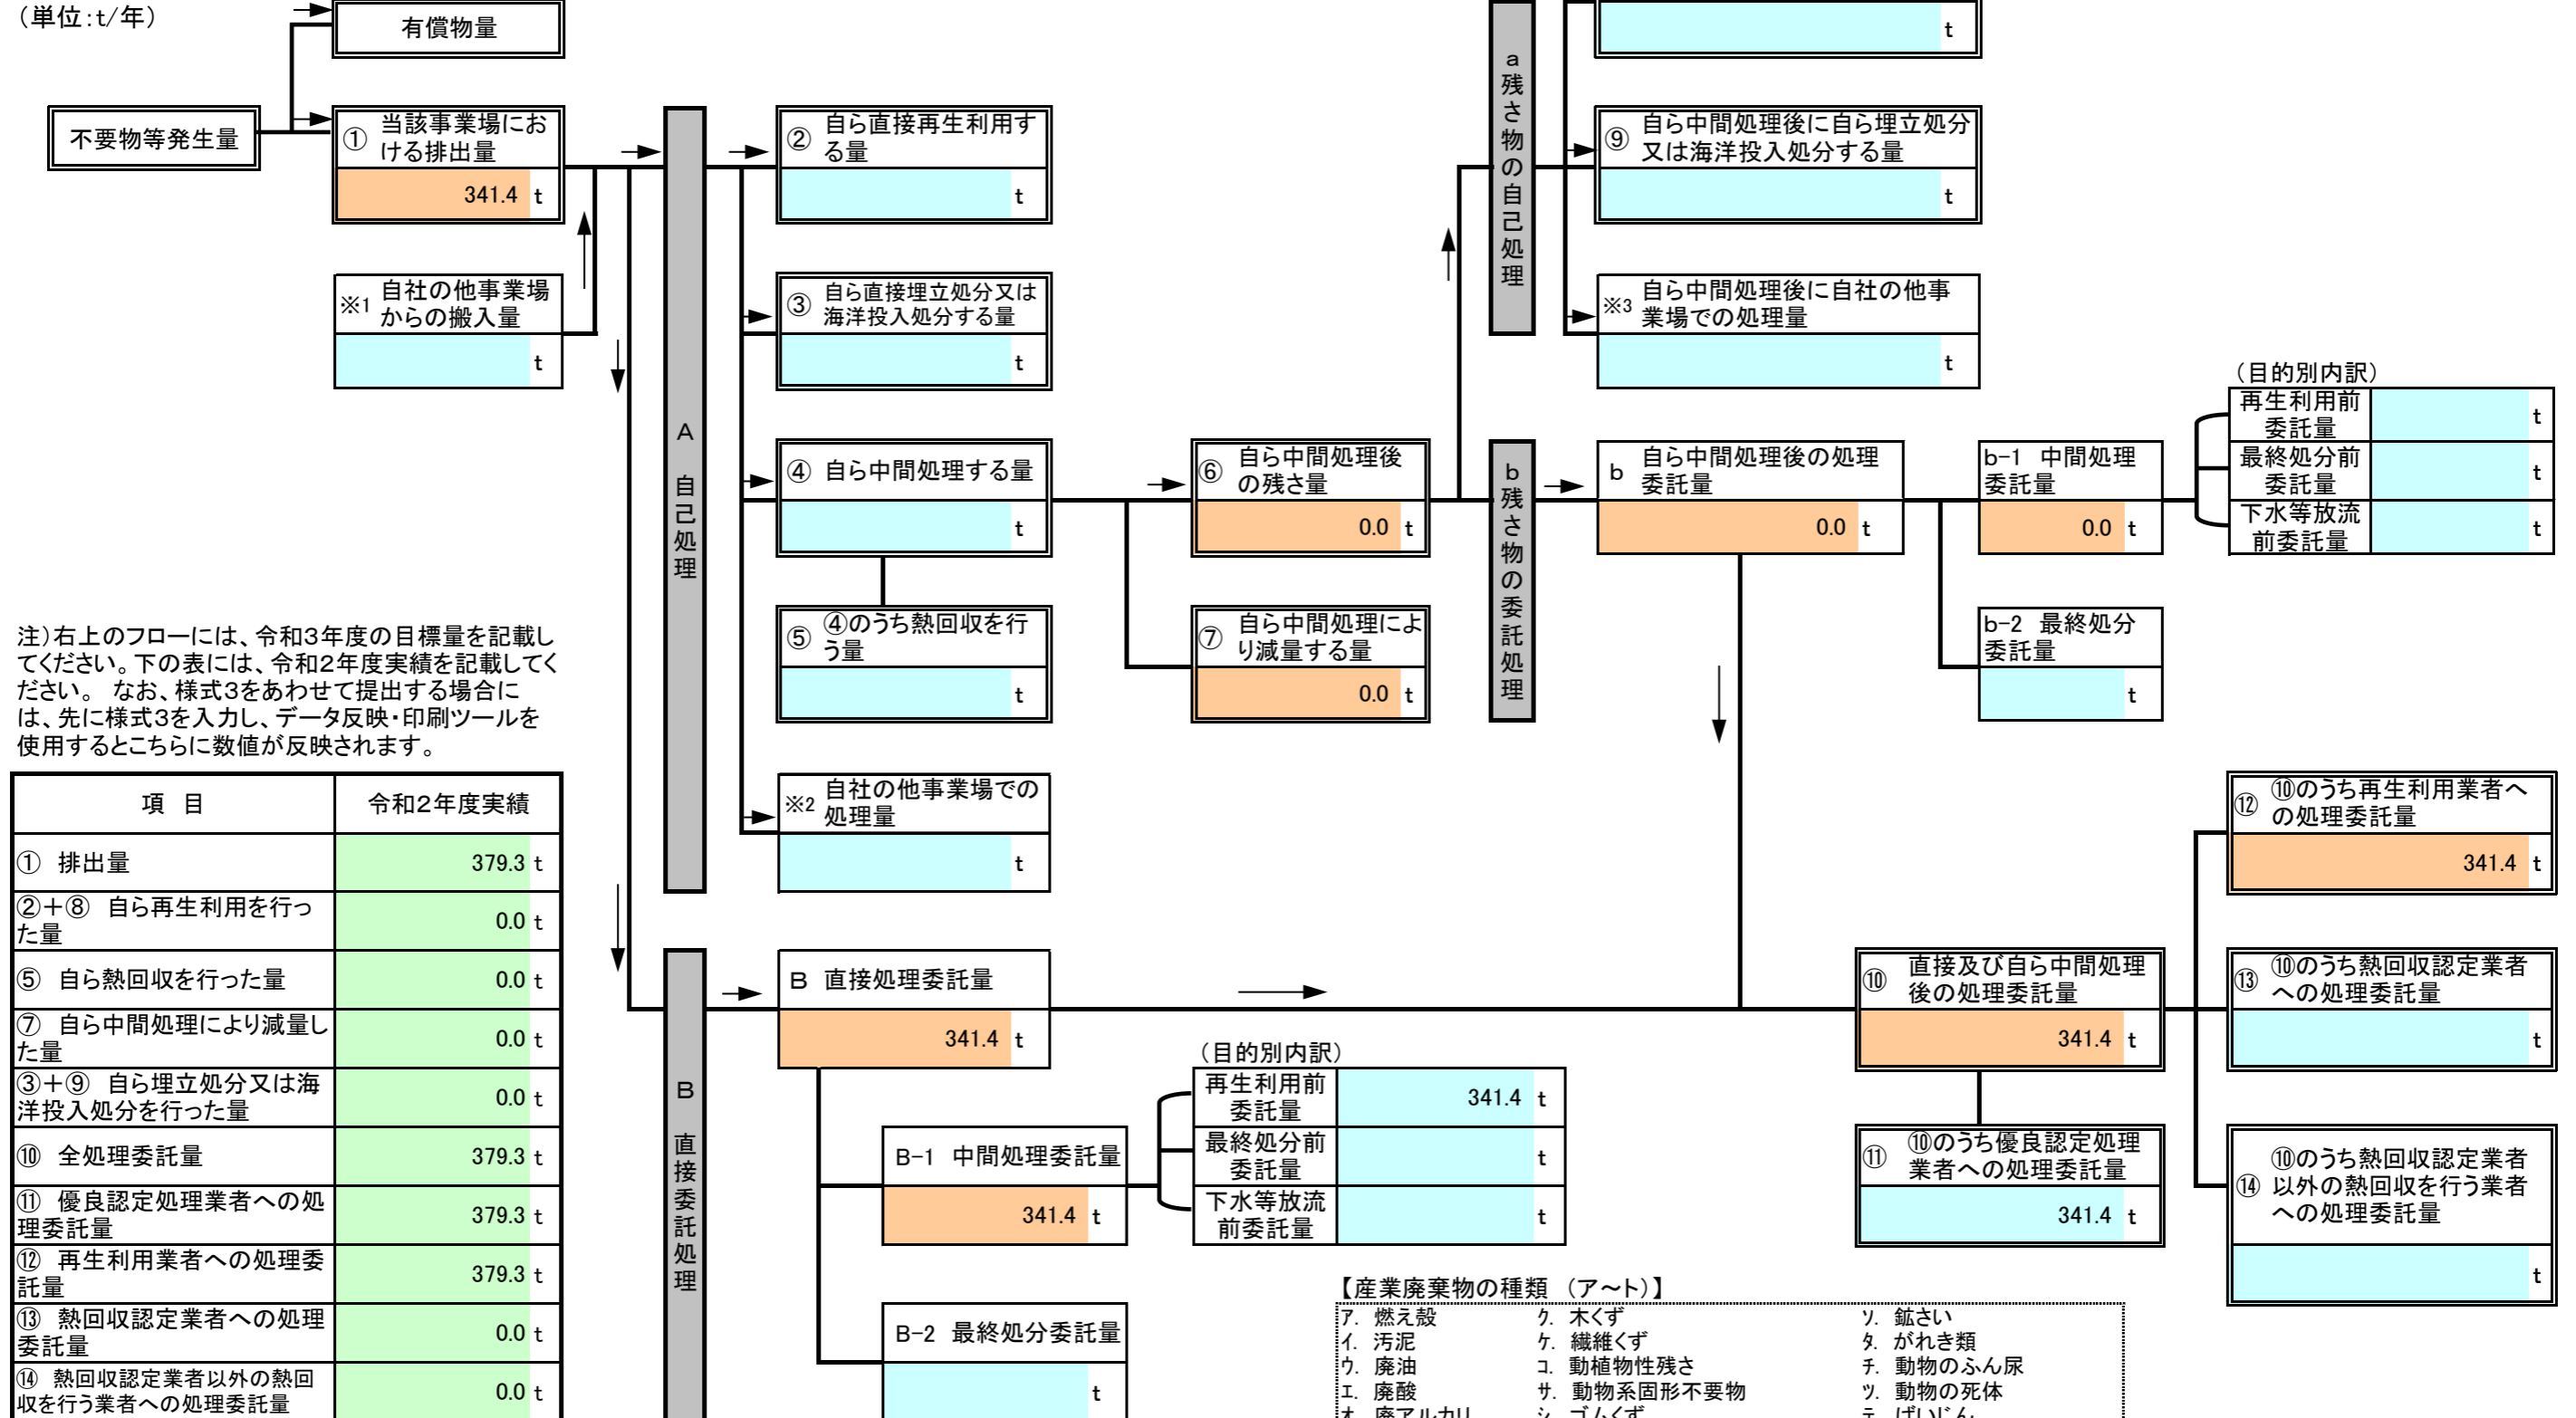 (単位:t/年)
有償物量
t
不要物等発生量
① 当該事業場にお
ける排出量
341.4 t
※1 自社の他事業場
からの搬入量
t
A 自己処理
② 自ら直接再生利用す
る量
t
③ 自ら直接埋立処分又は
海洋投入処分する量
t
④ 自ら中間処理する量
t
⑤ ④のうち熱回収を行
う量
t
※2 自社の他事業場での
処理量
t
⑥ 自ら中間処理後
の残さ量
0.0 t
⑦ 自ら中間処理によ
り減量する量
0.0 t
a 残さ物の自己処理
⑨ 自ら中間処理後に自ら埋立処分
又は海洋投入処分する量
t
※3 自ら中間処理後に自社の他事
業場での処理量
t
b 残さ物の委託処理
b 自ら中間処理後の処理
委託量
0.0 t
b-1 中間処理
委託量
0.0 t
b-2 最終処分
委託量
t
(目的別内訳)
再生利用前
委託量
t
最終処分前
委託量
t
下水等放流
前委託量
t
注)右上のフローには、令和3年度の目標量を記載し
てください。下の表には、令和2年度実績を記載してく
ださい。 なお、様式3をあわせて提出する場合に
は、先に様式3を入力し、データ反映・印刷ツールを
使用するとこちらに数値が反映されます。
項 目 令和2年度実績
① 排出量 379.3 t
②+⑧ 自ら再生利用を行っ
た量 0.0 t
⑤ 自ら熱回収を行った量 0.0 t
⑦ 自ら中間処理により減量し
た量 0.0 t
③+⑨ 自ら埋立処分又は海
洋投入処分を行った量 0.0 t
⑩ 全処理委託量 379.3 t
⑪ 優良認定処理業者への処
理委託量 379.3 t
⑫ 再生利用業者への処理委
託量 379.3 t
⑬ 熱回収認定業者への処理
委託量 0.0 t
⑭ 熱回収認定業者以外の熱回
収を行う業者への処理委託量 0.0 t
B 直接委託処理
B 直接処理委託量
341.4 t
B-1 中間処理委託量
341.4 t
B-2 最終処分委託量
t
(目的別内訳)
再生利用前
委託量
341.4 t
最終処分前
委託量
t
下水等放流
前委託量
t
⑩ 直接及び自ら中間処理
後の処理委託量
341.4 t
⑪ ⑩のうち優良認定処理
業者への処理委託量
341.4 t
⑫ ⑩のうち再生利用業者へ
の処理委託量
341.4 t
⑬ ⑩のうち熱回収認定業者
への処理委託量
t
⑭ ⑩のうち熱回収認定業者
以外の熱回収を行う業者
への処理委託量
t
【産業廃棄物の種類 (ア~ト)】
ア. 燃え殻 ク. 木くず ソ. 鉱さい
イ. 汚泥 ケ. 繊維くず タ. がれき類
ウ. 廃油 コ. 動植物性残さ チ. 動物のふん尿
エ. 廃酸 サ. 動物系固形不要物 ツ. 動物の死体
オ. 廃アルカリ シ. ゴムくず テ. ばいじん